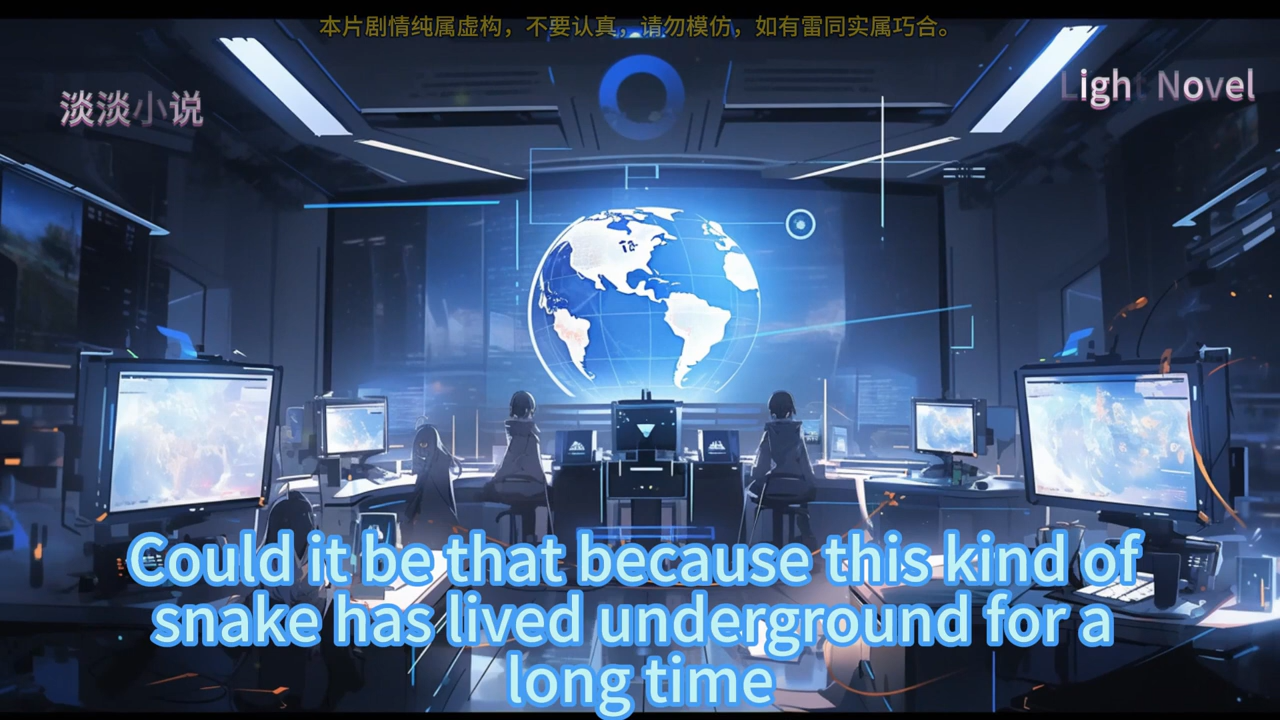 本片剧情纯属虚构，不要认真，请勿模仿，如有雷同实属巧合。
淡淡小说
Light Novel
Could it be that because this kind of
snake has lived underground for a
long time